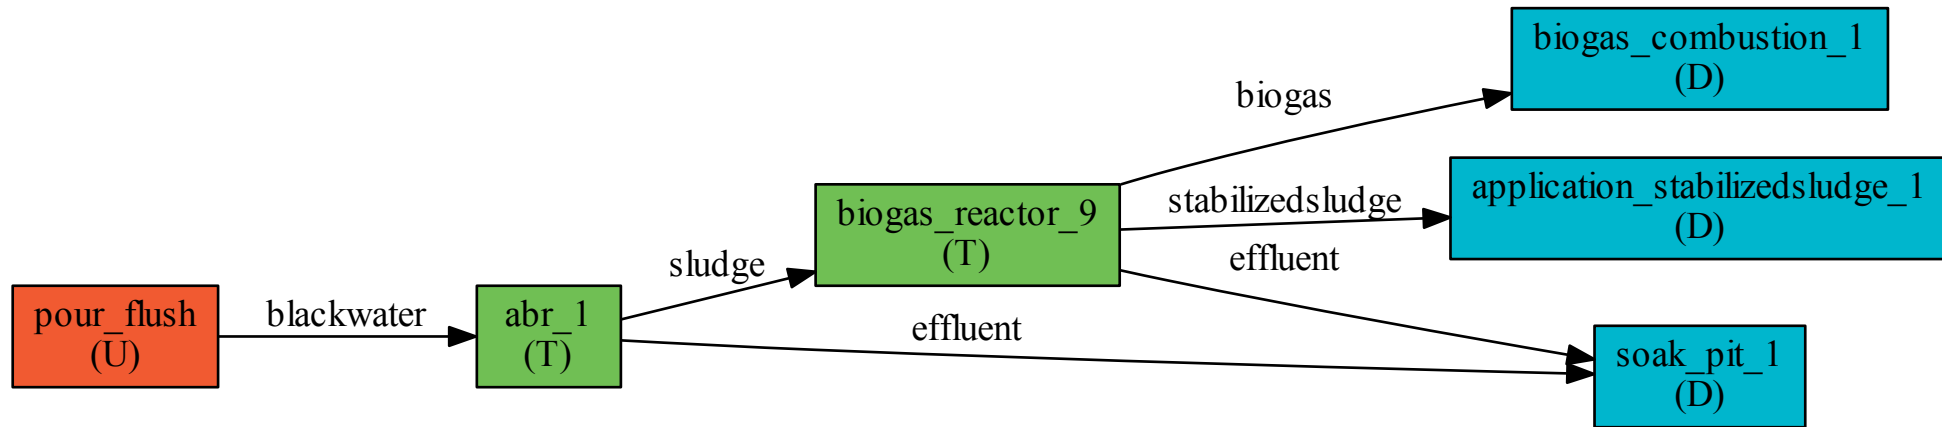 pour_flush
(U)
blackwater
abr_1
(T)
sludge
effluent
biogas_reactor_9
(T)
biogas
stabilizedsludge
effluent
biogas_combustion_1
(D)
application_stabilizedsludge_1
(D)
soak_pit_1
(D)